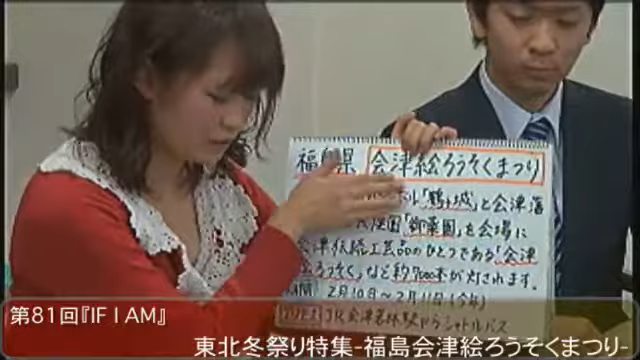 福島県 会津絵ろうそくまつり
「鶴ヶ城」と会津藩
「御薬園」を会場に
会津伝統工芸品のひとつである「会津
ろうそく」など約7000本が灯されます。
2月10日〜2月11日(今年)
JR会津若松駅からシャトルバス
第81回『IF I AM』
東北冬祭り特集-福島会津絵ろうそくまつり-